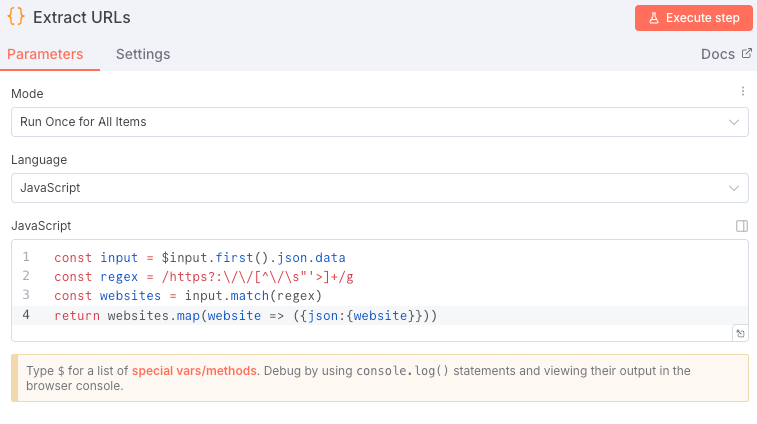 {} Extract URLs
Execute step
Parameters
Settings
Docs
Mode
Run Once for All Items
Language
JavaScript
JavaScript
1 const input = $input.first().json.data
2 const regex = /https?:\/\/[^\/\s"'>]+/g
3 const websites = input.match(regex)
4 return websites.map(website => ({json:{website}}))
Type $ for a list of special vars/methods. Debug by using console.log() statements and viewing their output in the
browser console.